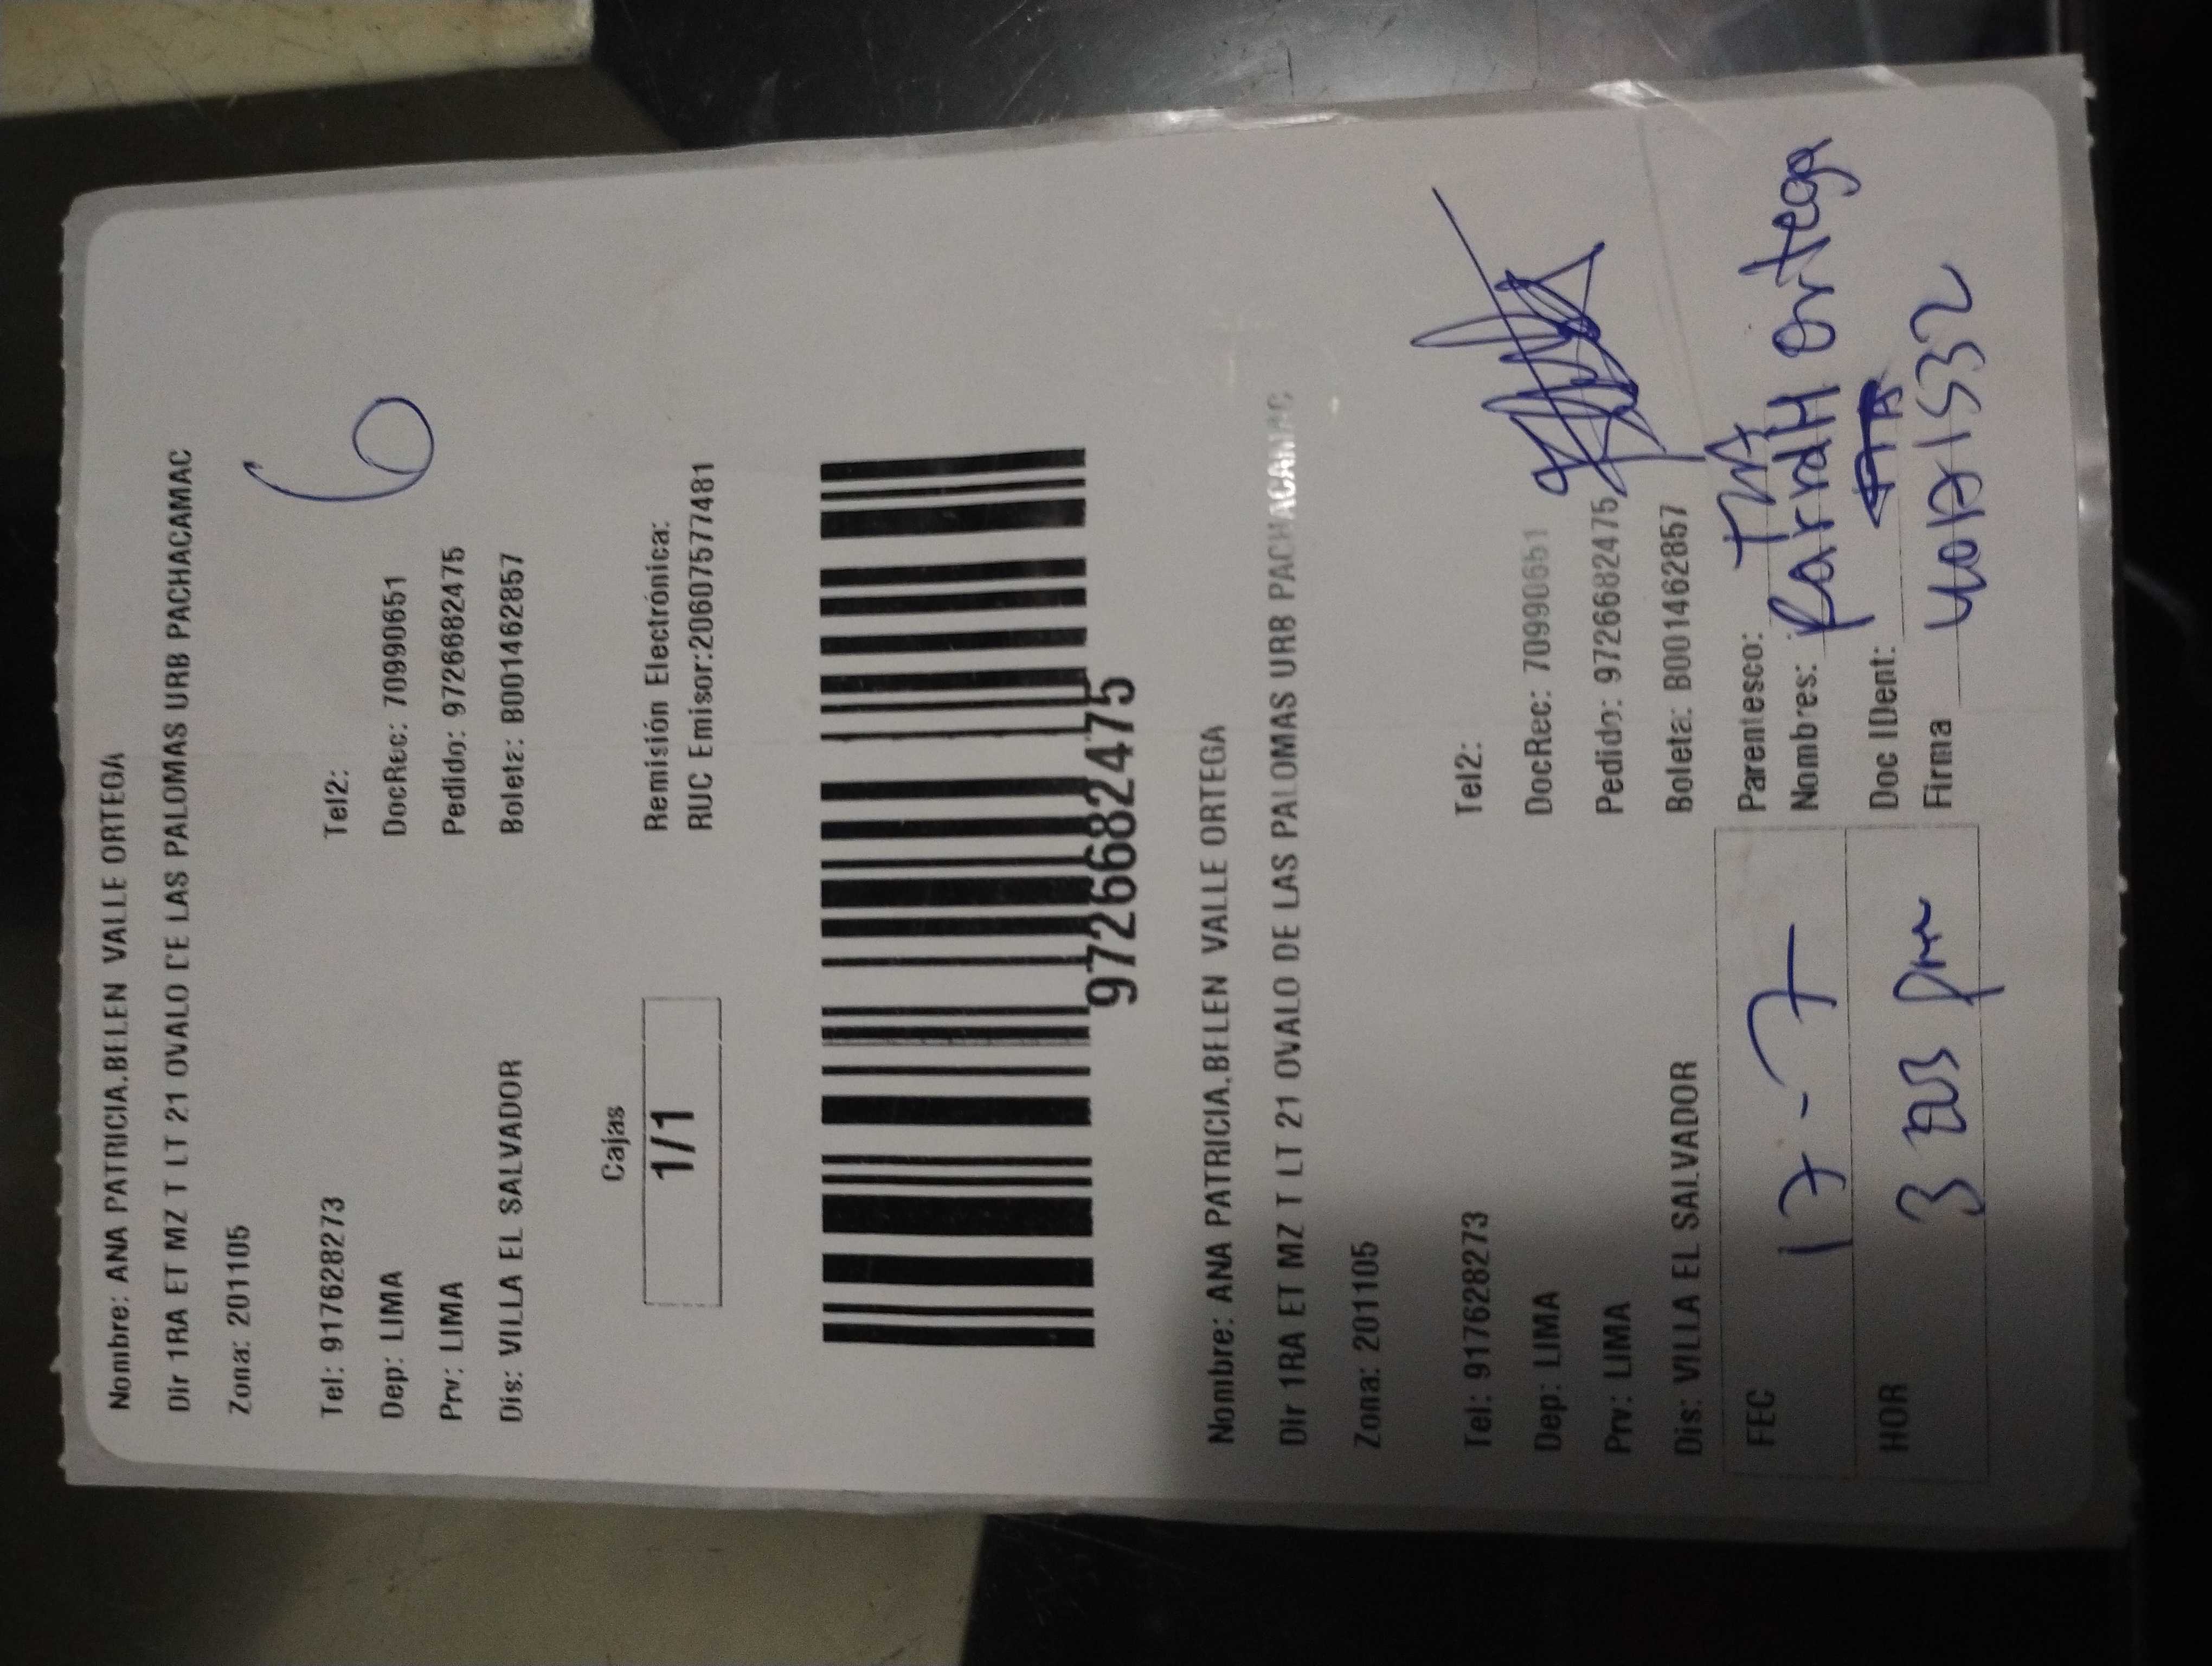 Nombre: ANA PATRICIA.BELEN VALLE ORTEGA
Dir 1RA ET MZ T LT 21 OVALO DE LAS PALOMAS URB PACHACAMAC
Zona: 201105
6
Tel: 917628273 Tel2:
Dep: LIMA DocRec: 70990651
Prv: LIMA Pedido: 9726682475
Dis: VILLA EL SALVADOR Boleta: B001462857
Cajas
1/1
Remisión Electrónica:
RUC Emisor:20607577481
9726682475
Nombre: ANA PATRICIA.BELEN VALLE ORTEGA
Dir 1RA ET MZ T LT 21 OVALO DE LAS PALOMAS URB PACHACAMAC
Zona: 201105
Tel: 917628273 Tel2:
Dep: LIMA DocRec: 70990651
Prv: LIMA Pedido: 9726682475
Dis: VILLA EL SALVADOR Boleta: B001462857
FEC 17-7
HOR 3 pm
Parentesco: TIA
Nombres: ortega
Doc IDent:
Firma